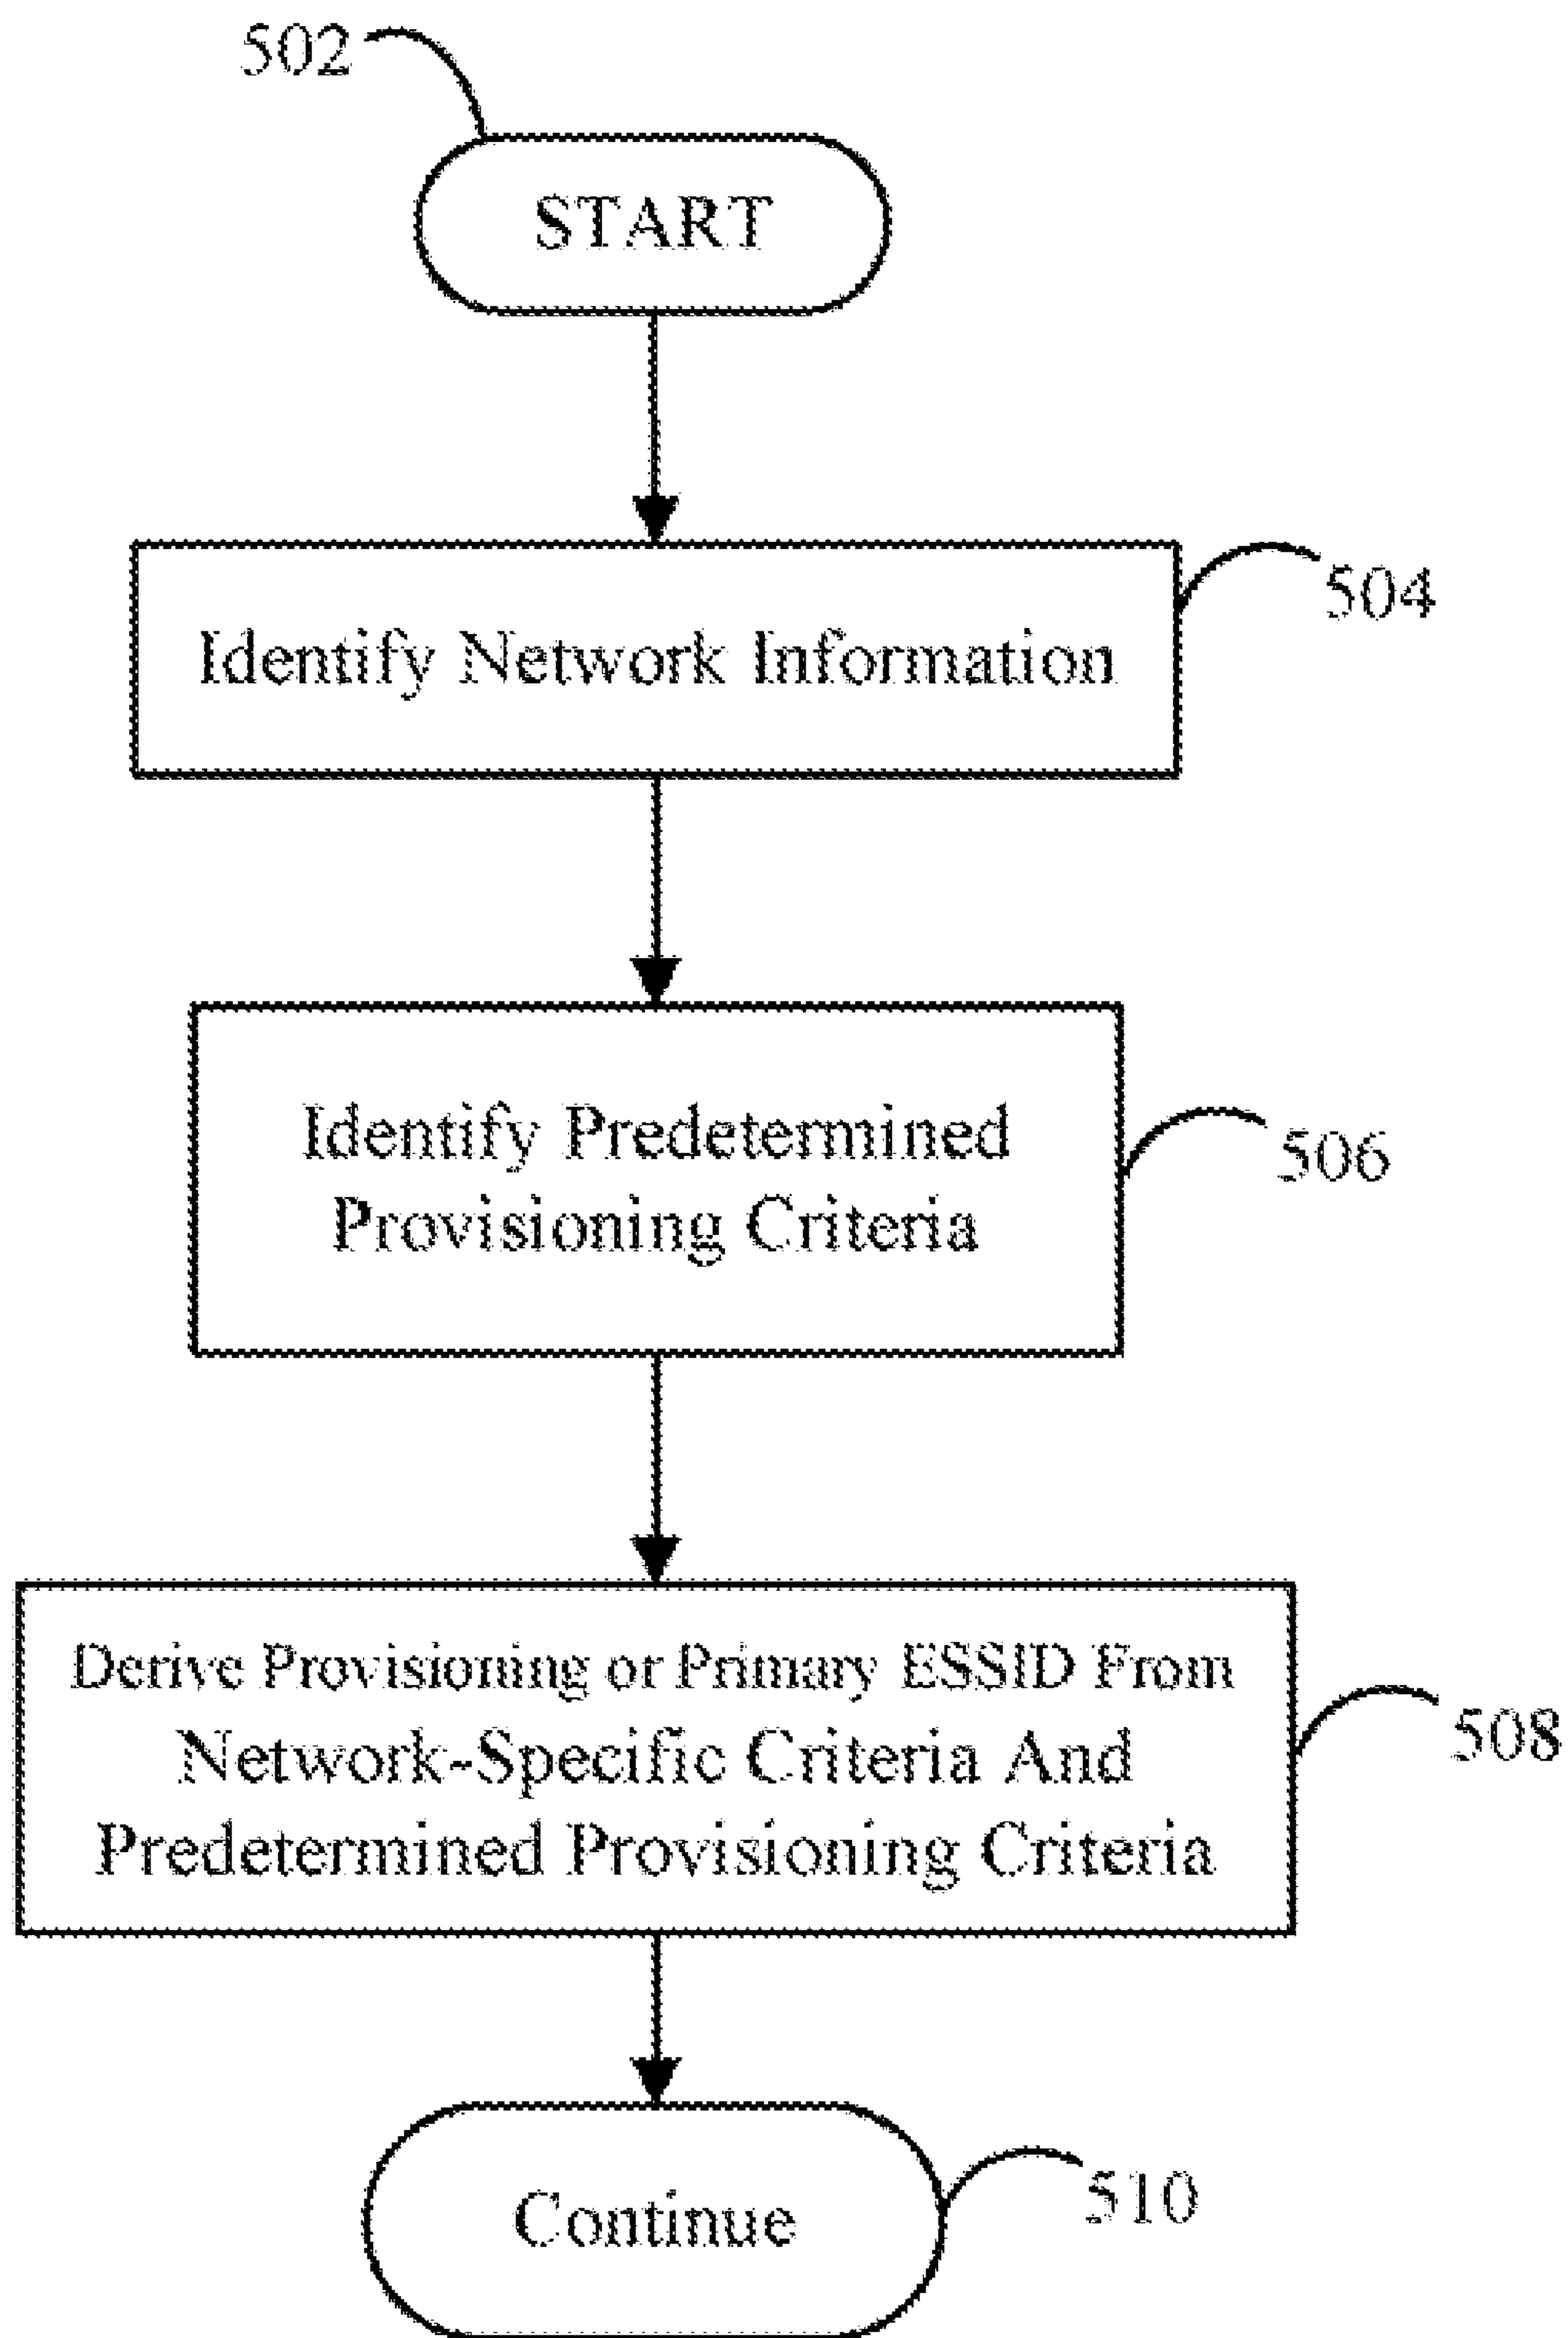 502
START
504
Identify Network Information
506
Identify Predetermined
Provisioning Criteria
508
Derive Provisioning or Primary ESSID From
Network-Specific Criteria And
Predetermined Provisioning Criteria
510
Continue